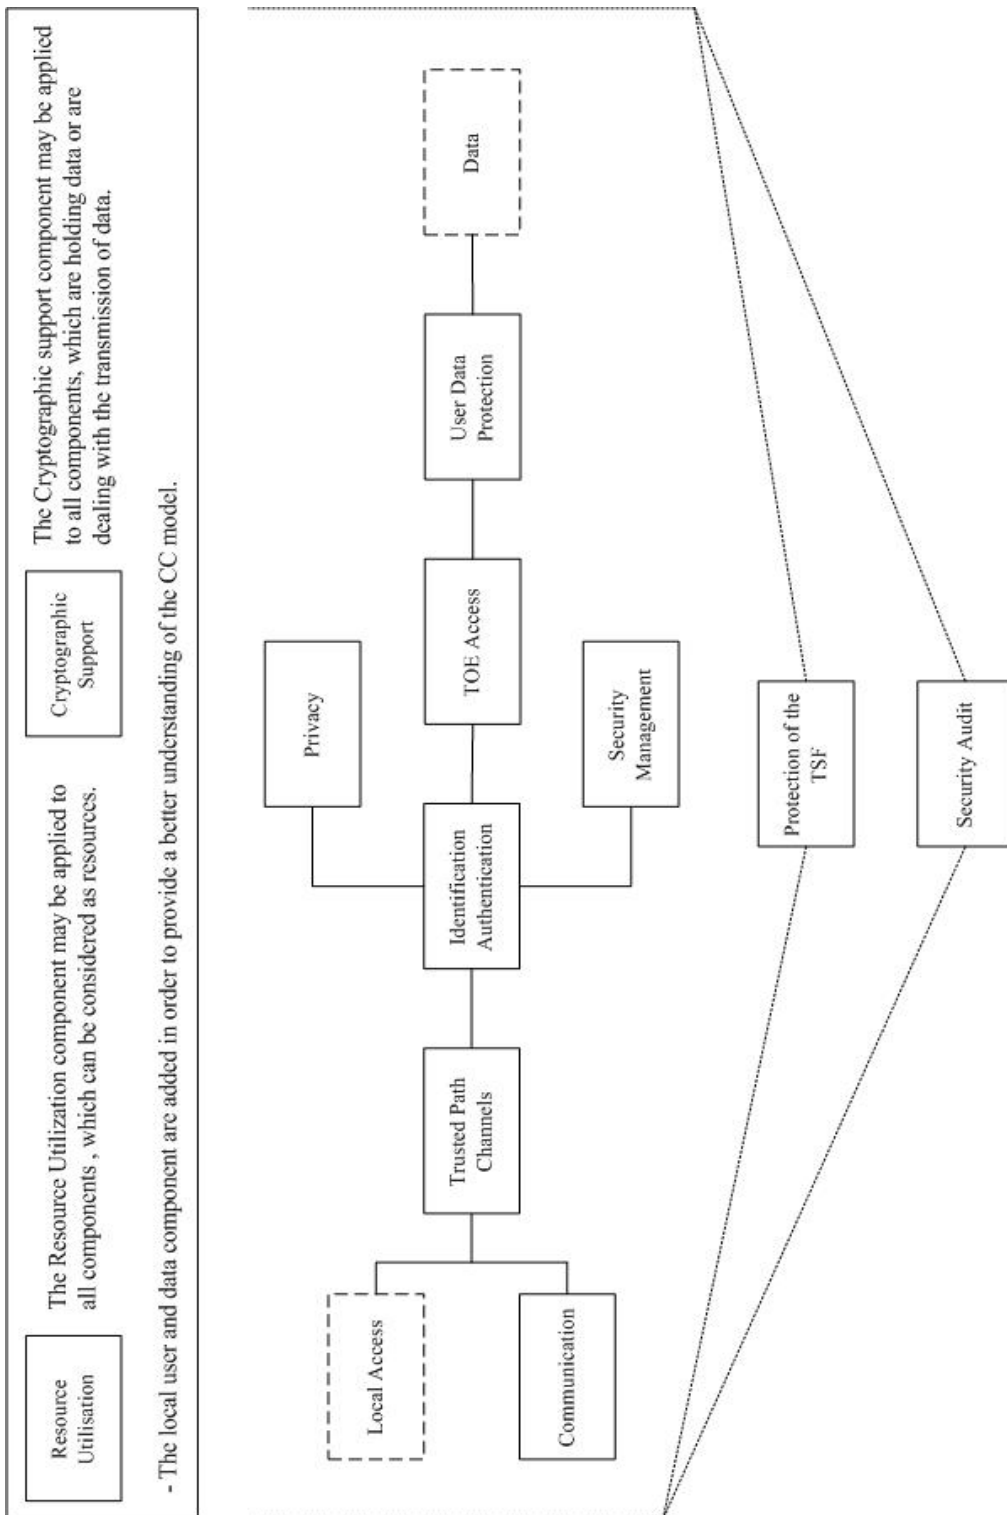 Resource
Utilisation
The Resource Utilization component may be applied to
all components , which can be considered as resources.
Cryptographic
Support
The Cryptographic support component may be applied
to all components, which are holding data or are
dealing with the transmission of data.
- The local user and data component are added in order to provide a better understanding of the CC model.
Local Access
Communication
Trusted Path
Channels
Identification
Authentication
Privacy
Security
Management
TOE Access
User Data
Protection
Data
Protection of the
TSF
Security Audit